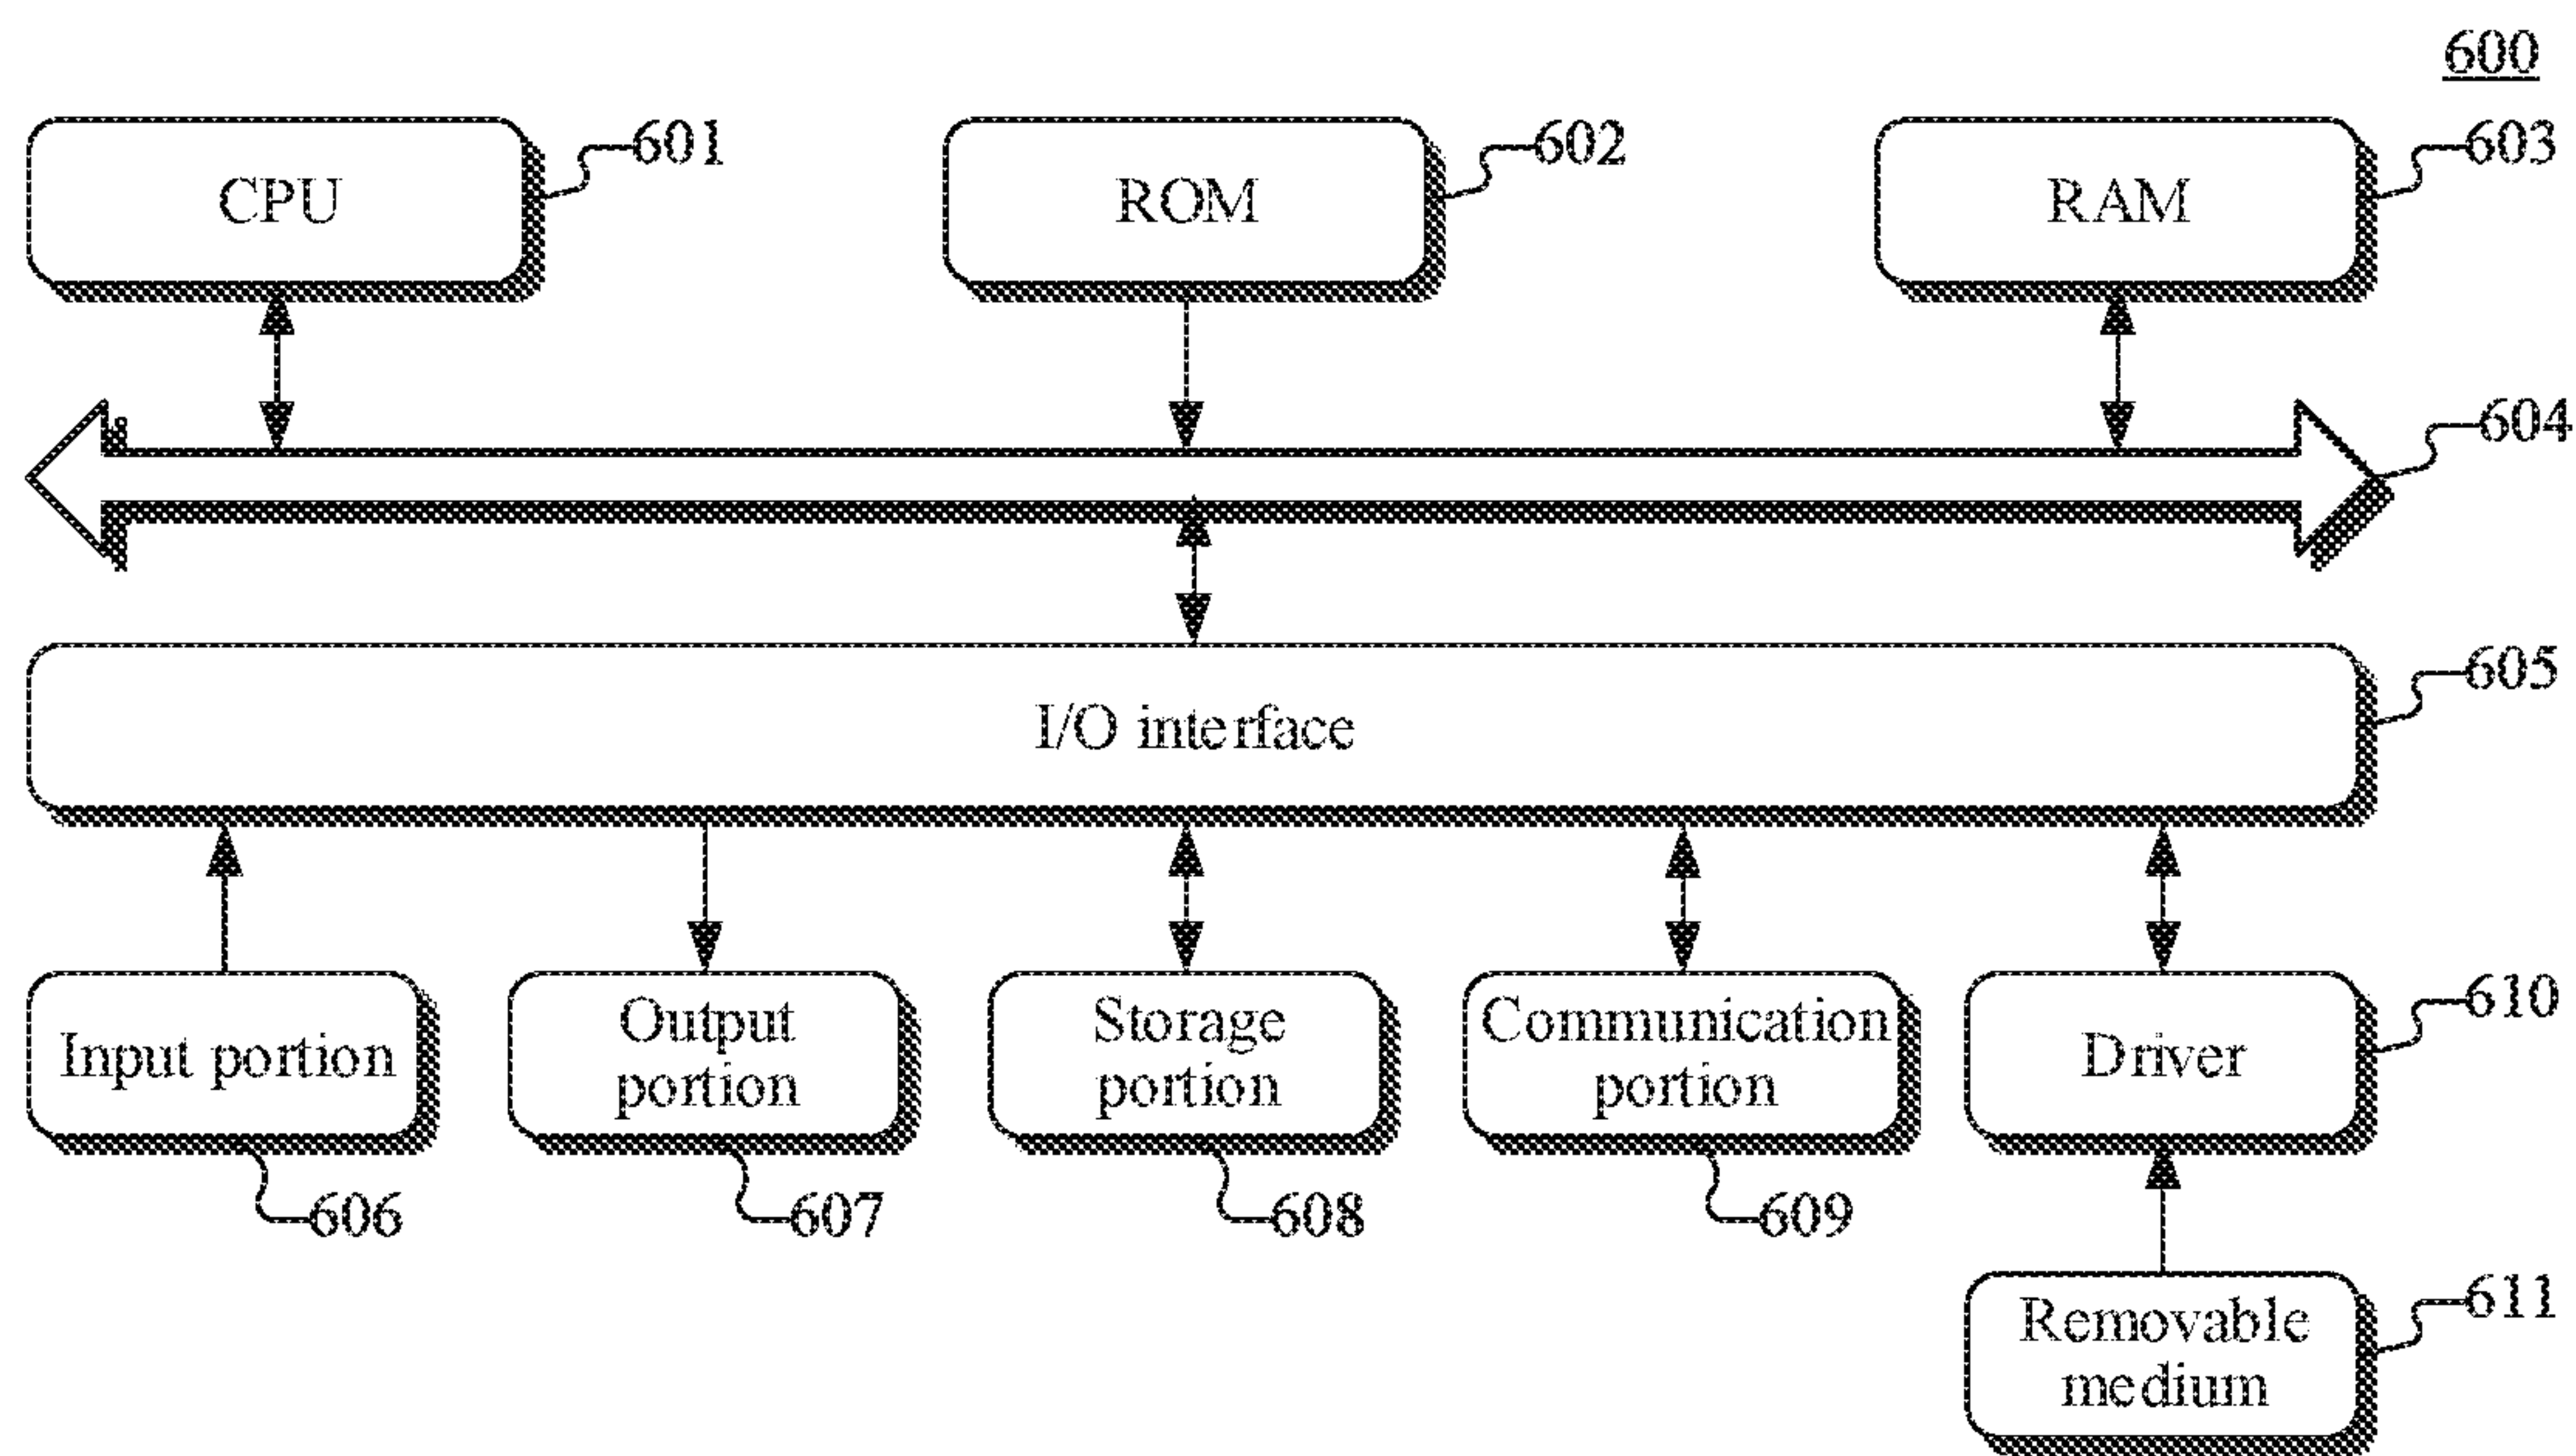 600
CPU
601
ROM
602
RAM
603
604
I/O interface
605
Input portion
606
Output
portion
607
Storage
portion
608
Communication
portion
609
Driver
610
Removable
medium
611